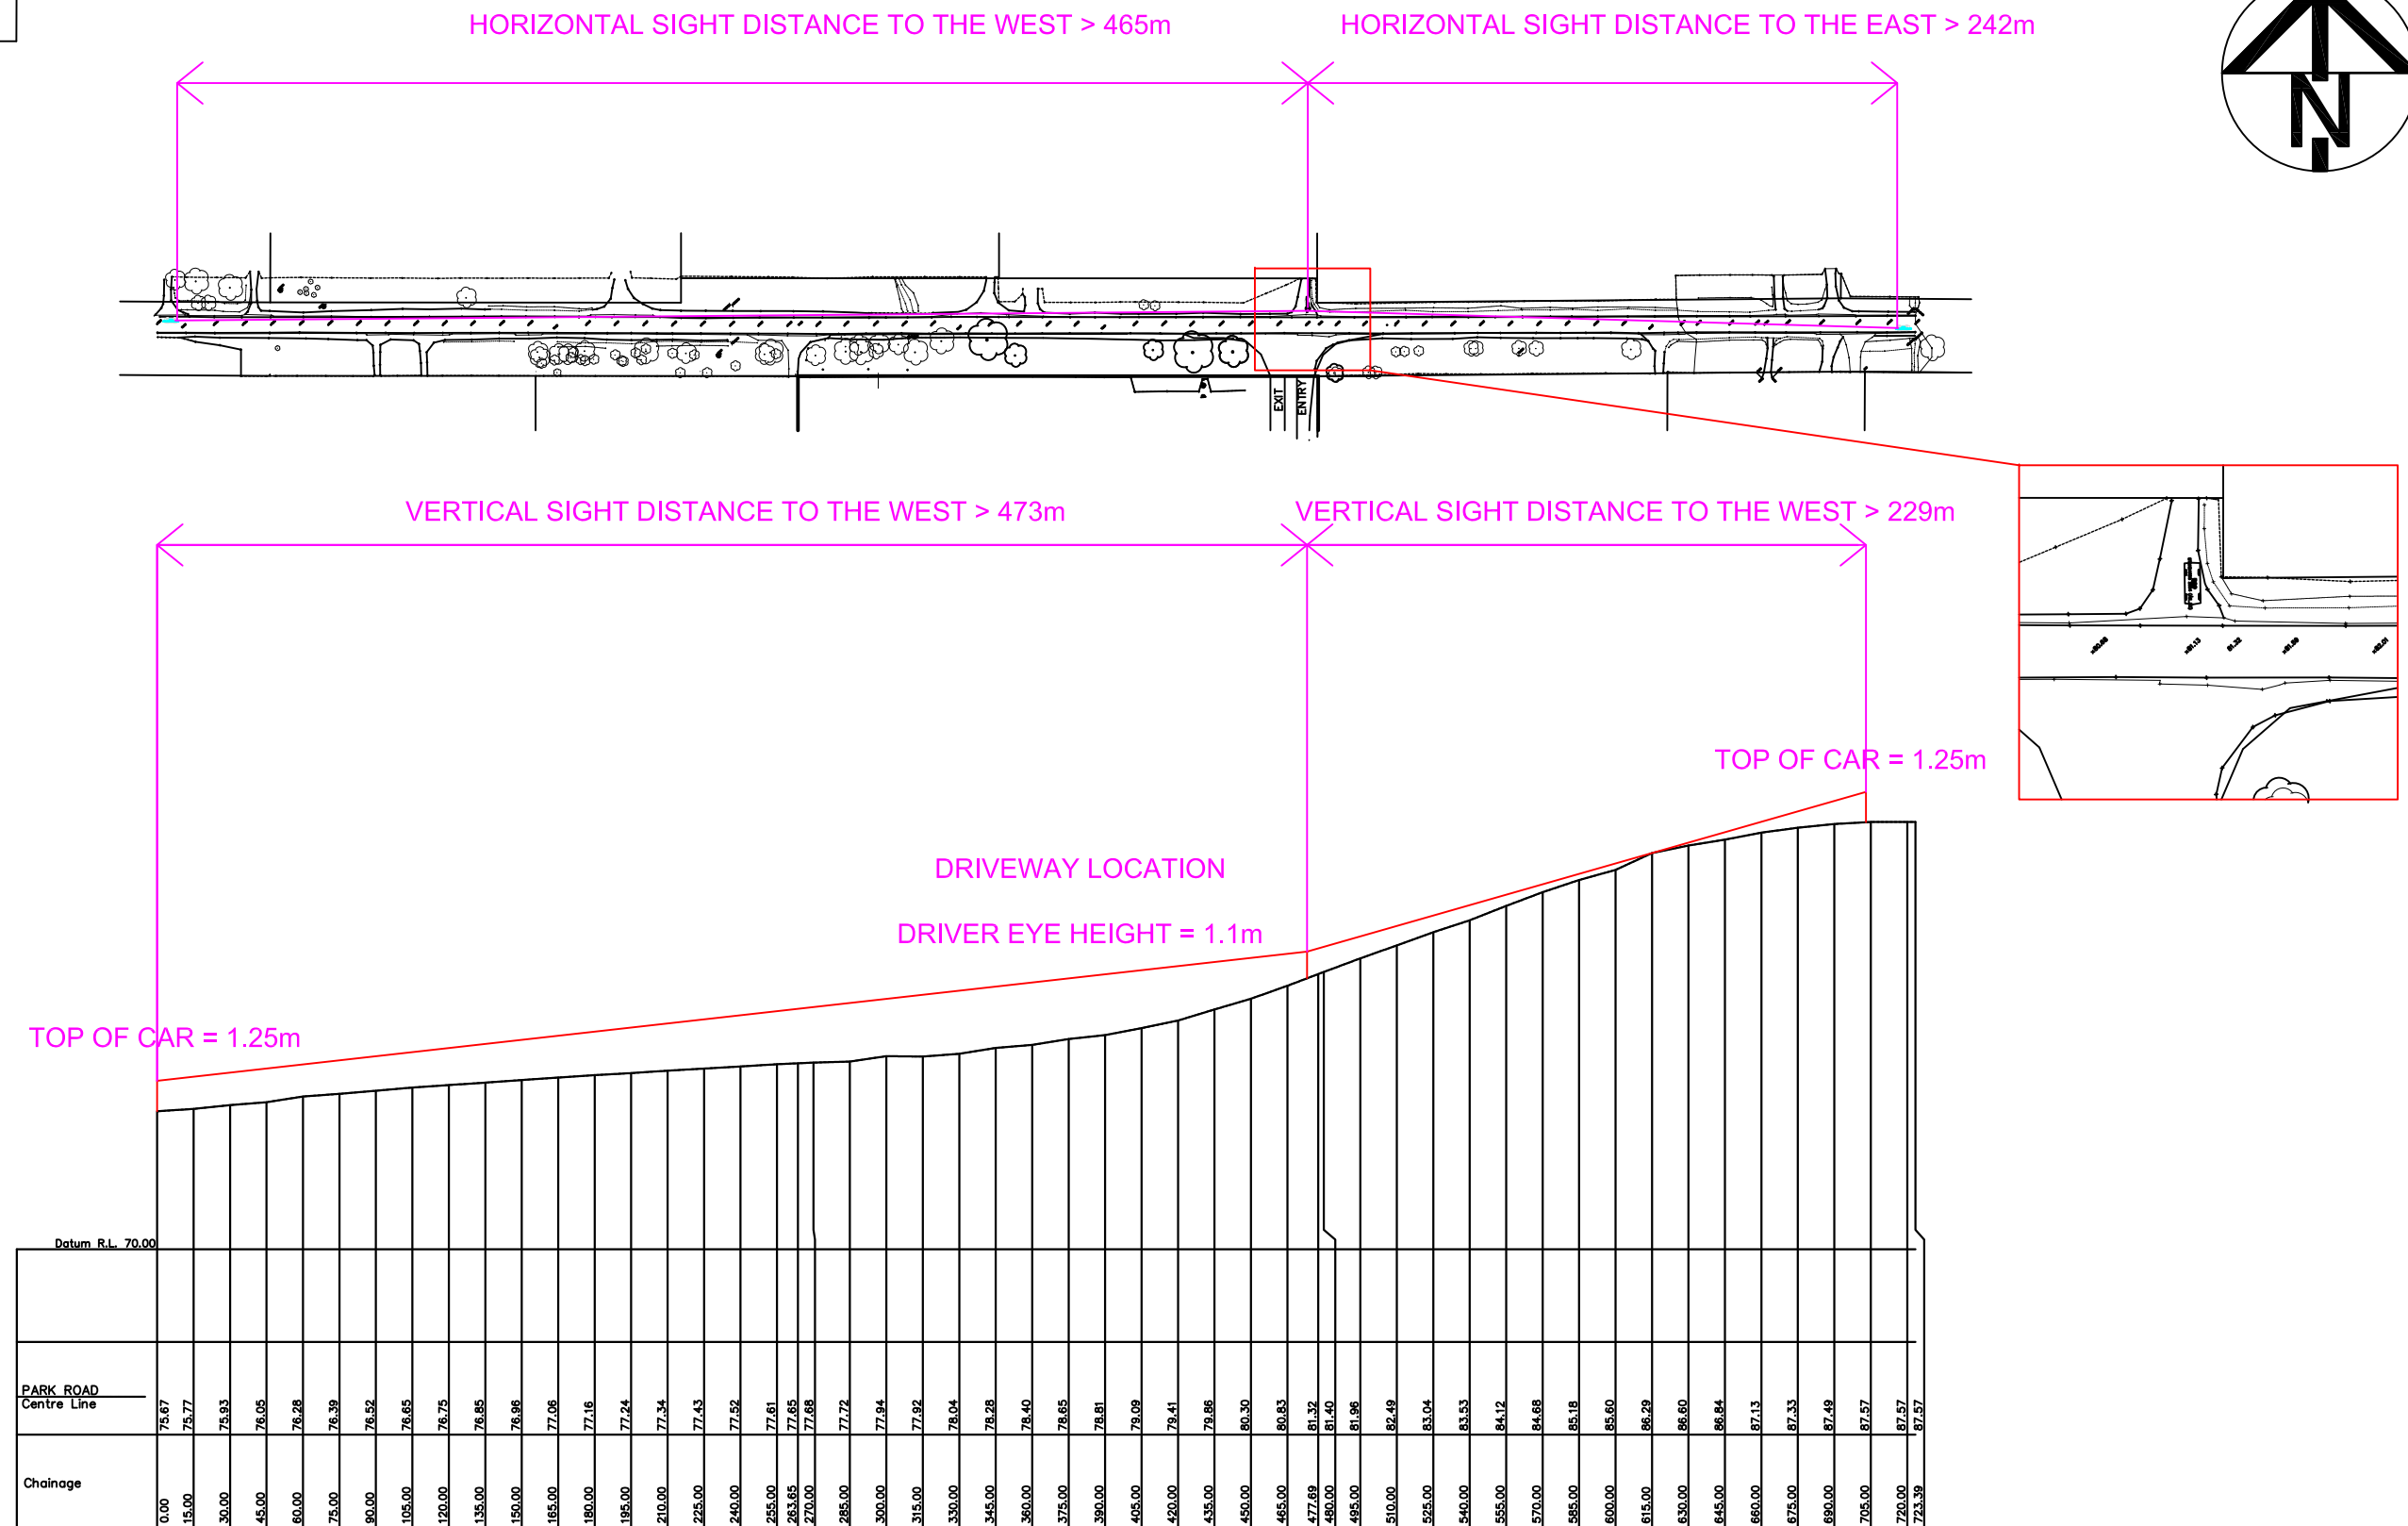 HORIZONTAL SIGHT DISTANCE TO THE WEST > 465m
HORIZONTAL SIGHT DISTANCE TO THE EAST > 242m
N
EXIT
ENTRY
VERTICAL SIGHT DISTANCE TO THE WEST > 473m
VERTICAL SIGHT DISTANCE TO THE WEST > 229m
TOP OF CAR = 1.25m
DRIVEWAY LOCATION
DRIVER EYE HEIGHT = 1.1m
TOP OF CAR = 1.25m
Datum R.L. 70.00
PARK ROAD
Centre Line
75.67 75.77 75.93 76.05 76.28 76.39 76.52 76.65 76.75 76.85 76.96 77.06 77.16 77.24 77.34 77.43 77.52 77.61 77.65 77.68 77.72 77.94 77.92 78.04 78.28 78.40 78.65 78.81 79.09 79.41 79.86 80.30 80.83 81.32 81.40 81.96 82.49 83.04 83.53 84.12 84.68 85.18 85.60 86.29 86.60 86.84 87.13 87.33 87.49 87.57 87.57 87.57
Chainage
0.00 15.00 30.00 45.00 60.00 75.00 90.00 105.00 120.00 135.00 150.00 165.00 180.00 195.00 210.00 225.00 240.00 255.00 263.65 270.00 285.00 300.00 315.00 330.00 345.00 360.00 375.00 390.00 405.00 420.00 435.00 450.00 465.00 477.69 480.00 495.00 510.00 525.00 540.00 555.00 570.00 585.00 600.00 615.00 630.00 645.00 660.00 675.00 690.00 705.00 720.00 723.39